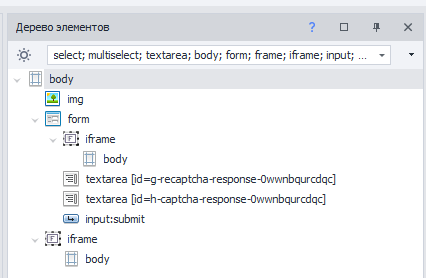 Дерево элементов
?
select; multiselect; textarea; body; form; frame; iframe; input; ...
body
img
form
iframe
body
textarea [id=g-recaptcha-response-0wwnbqurcdqc]
textarea [id=h-captcha-response-0wwnbqurcdqc]
input:submit
iframe
body